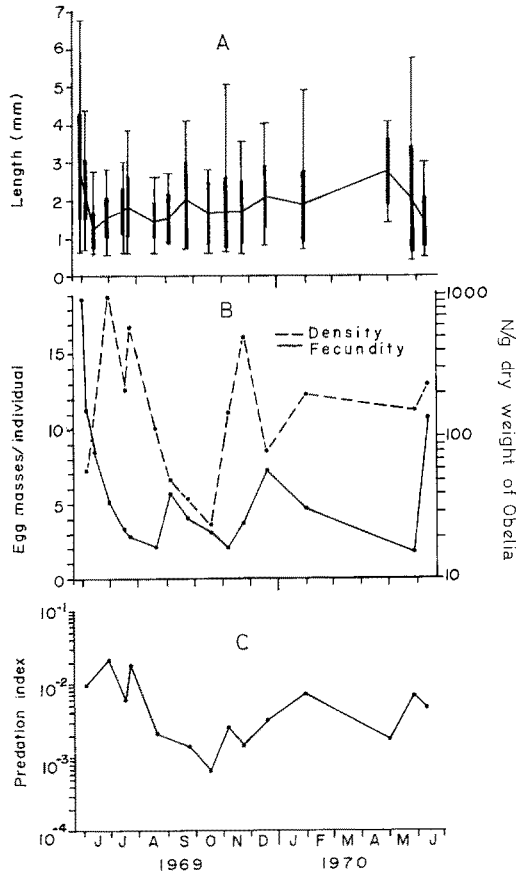 A
7
6
5
4
3
2
1
0
Length (mm)
B
Density
Fecundity
15
10
5
0
Egg masses/individual
1000
100
10
N/g dry weight of Obelia
C
10-1
10-2
10-3
10-4
Predation index
J J A S O N D J F M A M J
1969 1970